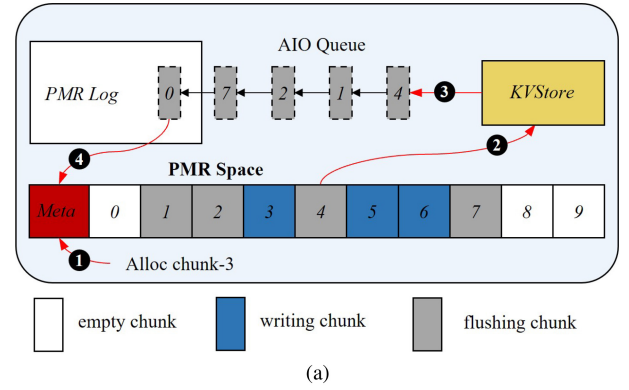 AIO Queue
PMR Log
0 7 2 1 4
3
KVStore
4
2
PMR Space
Meta 0 1 2 3 4 5 6 7 8 9
1 Alloc chunk-3
empty chunk writing chunk flushing chunk
(a)